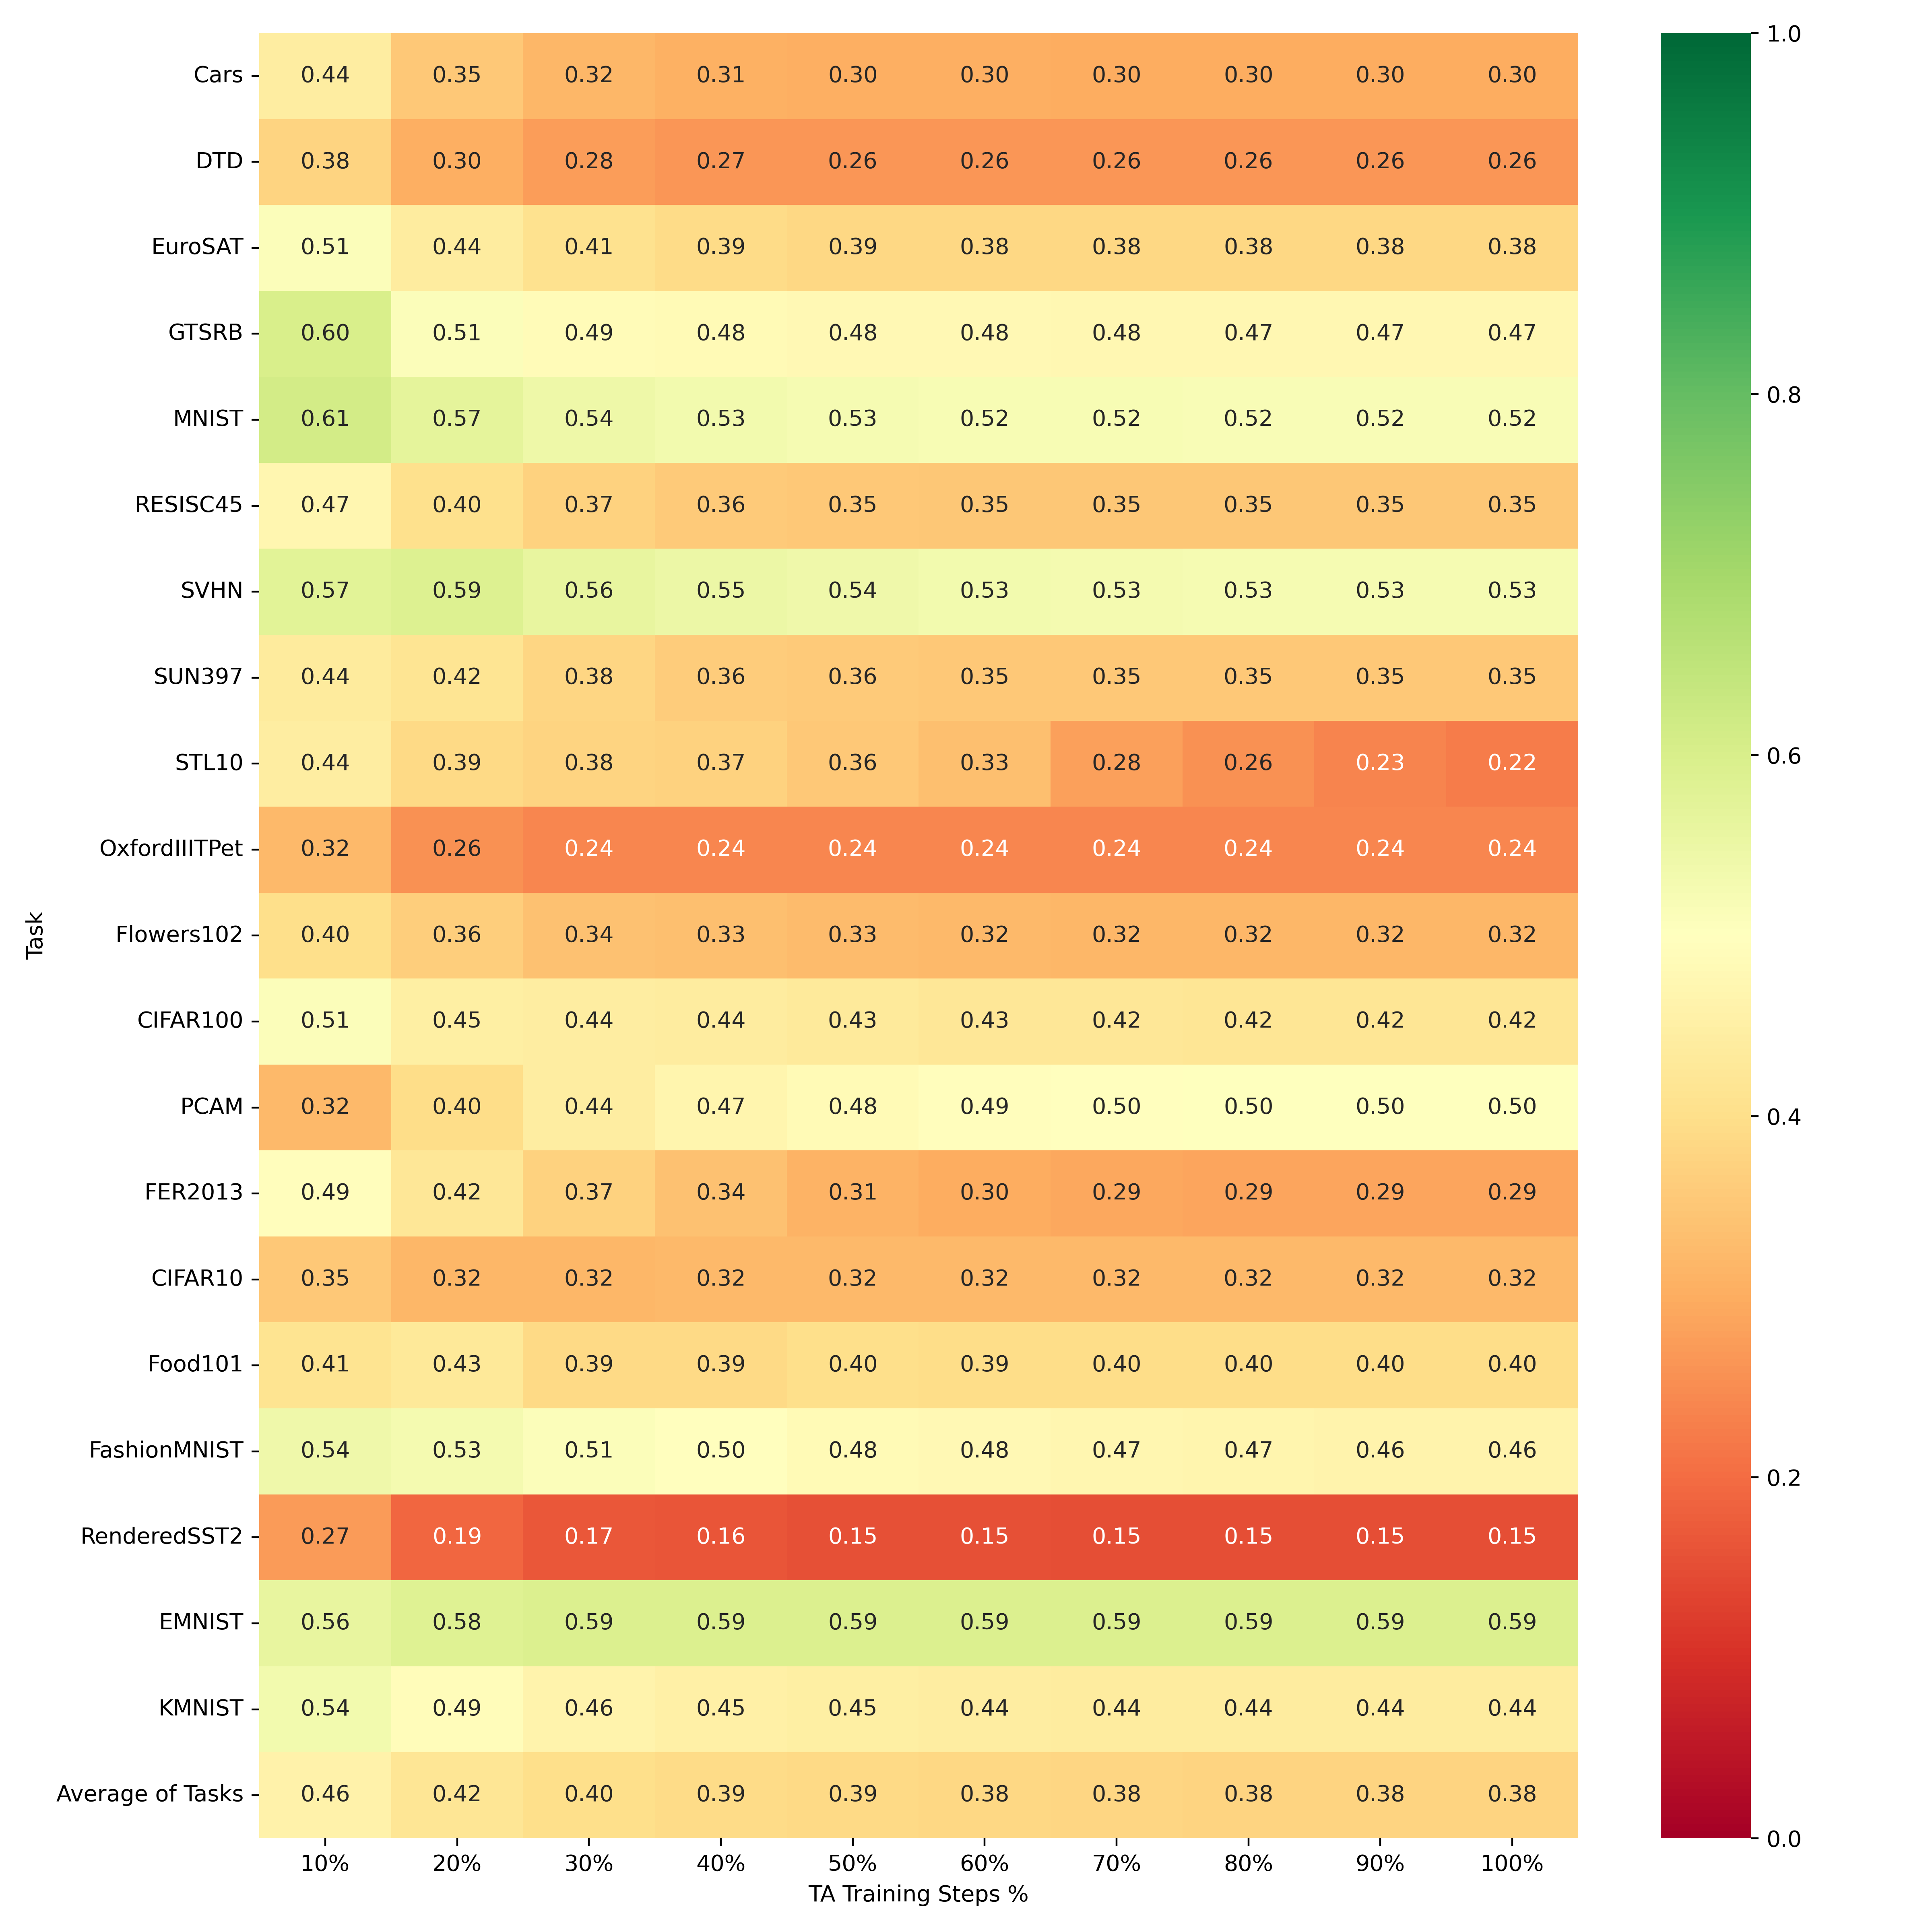 Cars 0.44 0.35 0.32 0.31 0.30 0.30 0.30 0.30 0.30 0.30
DTD 0.38 0.30 0.28 0.27 0.26 0.26 0.26 0.26 0.26 0.26
EuroSAT 0.51 0.44 0.41 0.39 0.39 0.38 0.38 0.38 0.38 0.38
GTSRB 0.60 0.51 0.49 0.48 0.48 0.48 0.48 0.47 0.47 0.47
MNIST 0.61 0.57 0.54 0.53 0.53 0.52 0.52 0.52 0.52 0.52
RESISC45 0.47 0.40 0.37 0.36 0.35 0.35 0.35 0.35 0.35 0.35
SVHN 0.57 0.59 0.56 0.55 0.54 0.53 0.53 0.53 0.53 0.53
SUN397 0.44 0.42 0.38 0.36 0.36 0.35 0.35 0.35 0.35 0.35
STL10 0.44 0.39 0.38 0.37 0.36 0.33 0.28 0.26 0.23 0.22
OxfordIIITPet 0.32 0.26 0.24 0.24 0.24 0.24 0.24 0.24 0.24 0.24
Flowers102 0.40 0.36 0.34 0.33 0.33 0.32 0.32 0.32 0.32 0.32
CIFAR100 0.51 0.45 0.44 0.44 0.43 0.43 0.42 0.42 0.42 0.42
PCAM 0.32 0.40 0.44 0.47 0.48 0.49 0.50 0.50 0.50 0.50
FER2013 0.49 0.42 0.37 0.34 0.31 0.30 0.29 0.29 0.29 0.29
CIFAR10 0.35 0.32 0.32 0.32 0.32 0.32 0.32 0.32 0.32 0.32
Food101 0.41 0.43 0.39 0.39 0.40 0.39 0.40 0.40 0.40 0.40
FashionMNIST 0.54 0.53 0.51 0.50 0.48 0.48 0.47 0.47 0.46 0.46
RenderedSST2 0.27 0.19 0.17 0.16 0.15 0.15 0.15 0.15 0.15 0.15
EMNIST 0.56 0.58 0.59 0.59 0.59 0.59 0.59 0.59 0.59 0.59
KMNIST 0.54 0.49 0.46 0.45 0.45 0.44 0.44 0.44 0.44 0.44
Average of Tasks 0.46 0.42 0.40 0.39 0.39 0.38 0.38 0.38 0.38 0.38
10% 20% 30% 40% 50% 60% 70% 80% 90% 100%
TA Training Steps %
Task
1.0
0.8
0.6
0.4
0.2
0.0